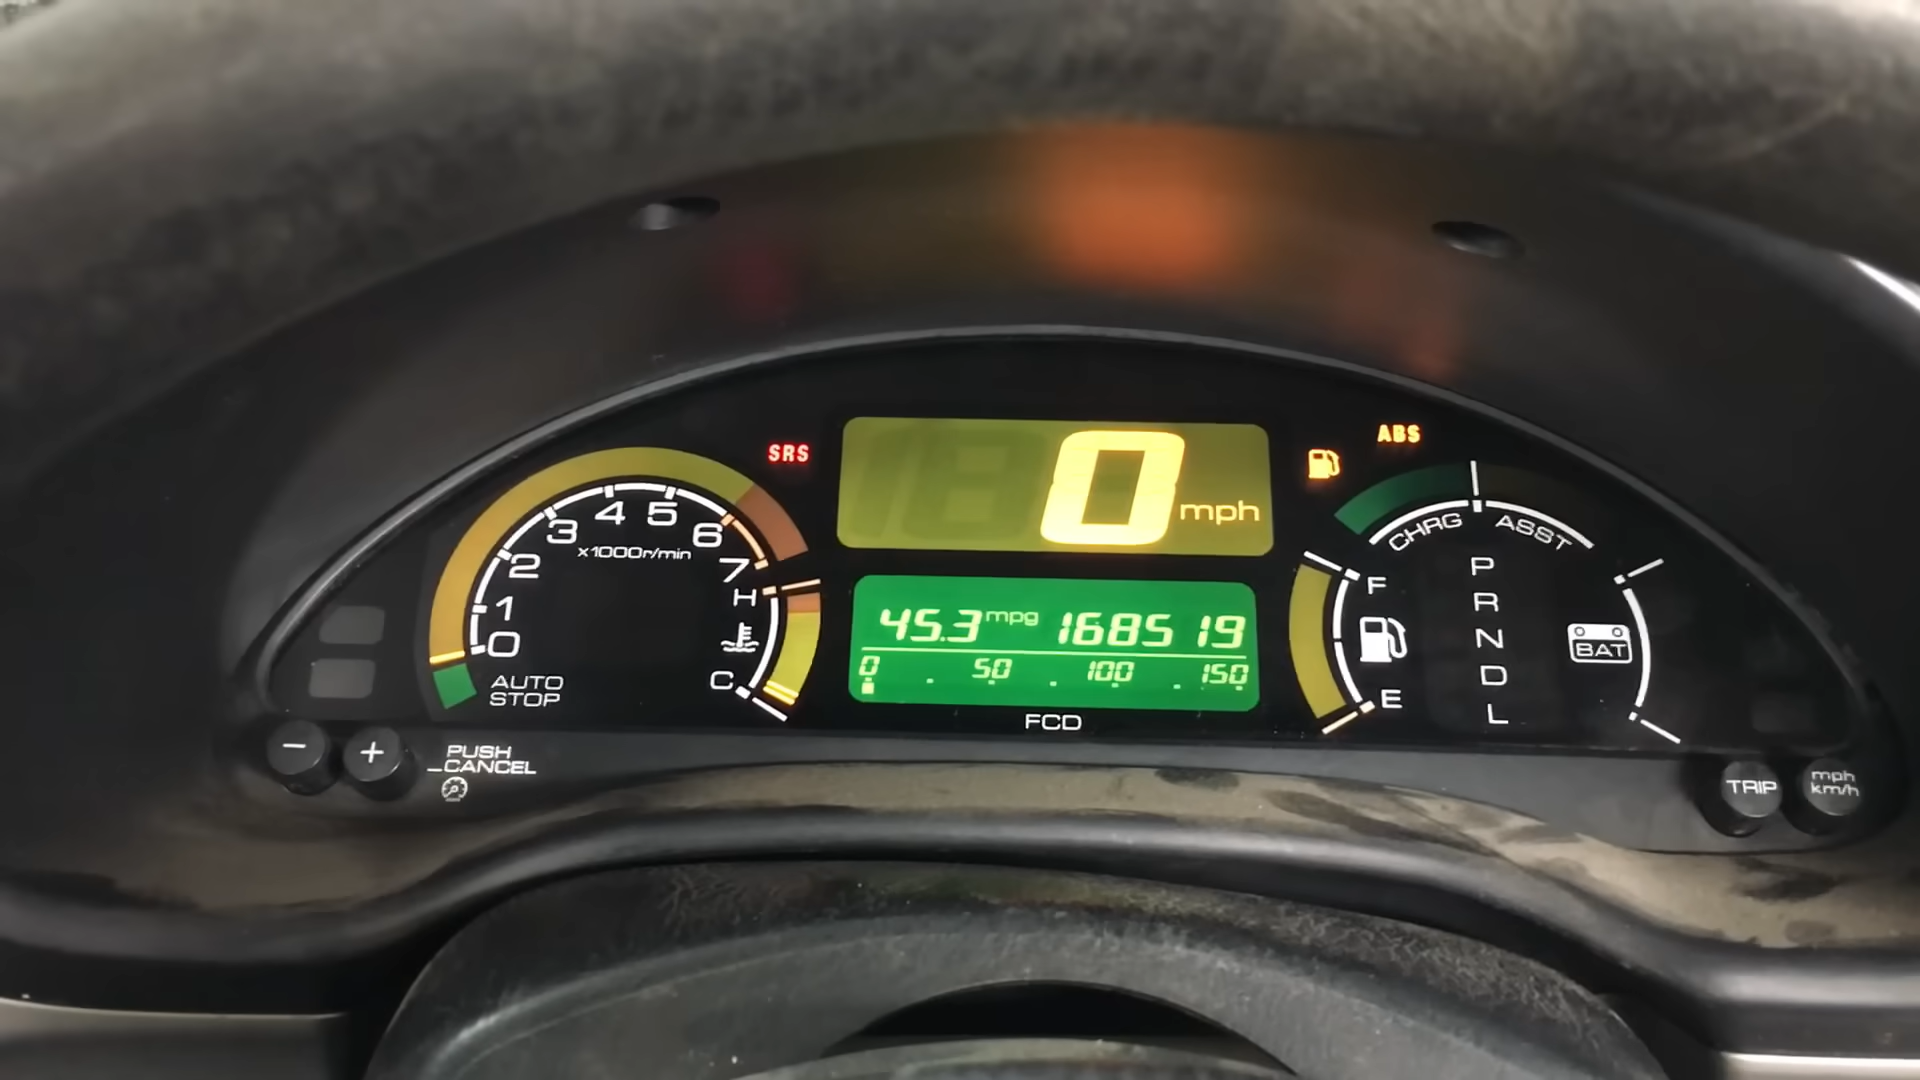 SRS
0 mph
ABS
0 1 2 3 4 5 6 7
x1000r/min
AUTO
STOP
H
C
45.3 mpg 168519
0 50 100 150
FCD
CHRG ASST
F
E
P
R
N
D
L
BAT
- +
PUSH
CANCEL
TRIP
mph
km/h